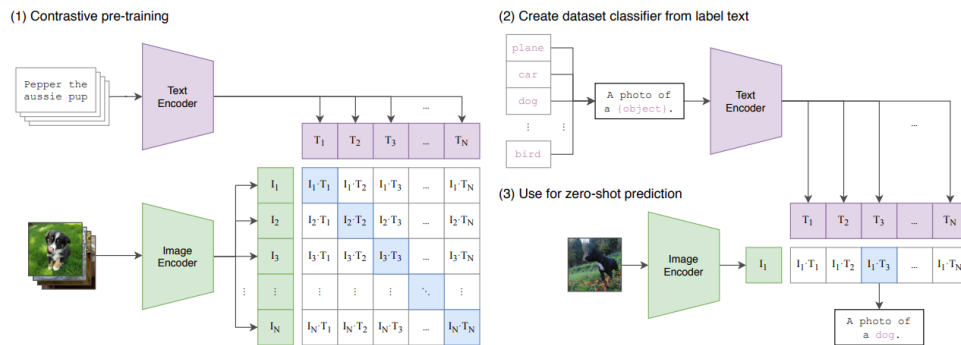 (1) Contrastive pre-training
Pepper the
aussie pup
Text
Encoder
...
T1 T2 T3 ... TN
I1 I1·T1 I1·T2 I1·T3 ... I1·TN
I2 I2·T1 I2·T2 I2·T3 ... I2·TN
I3 I3·T1 I3·T2 I3·T3 ... I3·TN
⋮ ⋮ ⋮ ⋮ ⋱ ⋮
IN IN·T1 IN·T2 IN·T3 ... IN·TN
Image
Encoder
(2) Create dataset classifier from label text
plane
car
dog
⋮
bird
A photo of
a {object}.
Text
Encoder
...
(3) Use for zero-shot prediction
Image
Encoder
T1 T2 T3 ... TN
I1 I1·T1 I1·T2 I1·T3 ... I1·TN
A photo of
a dog.